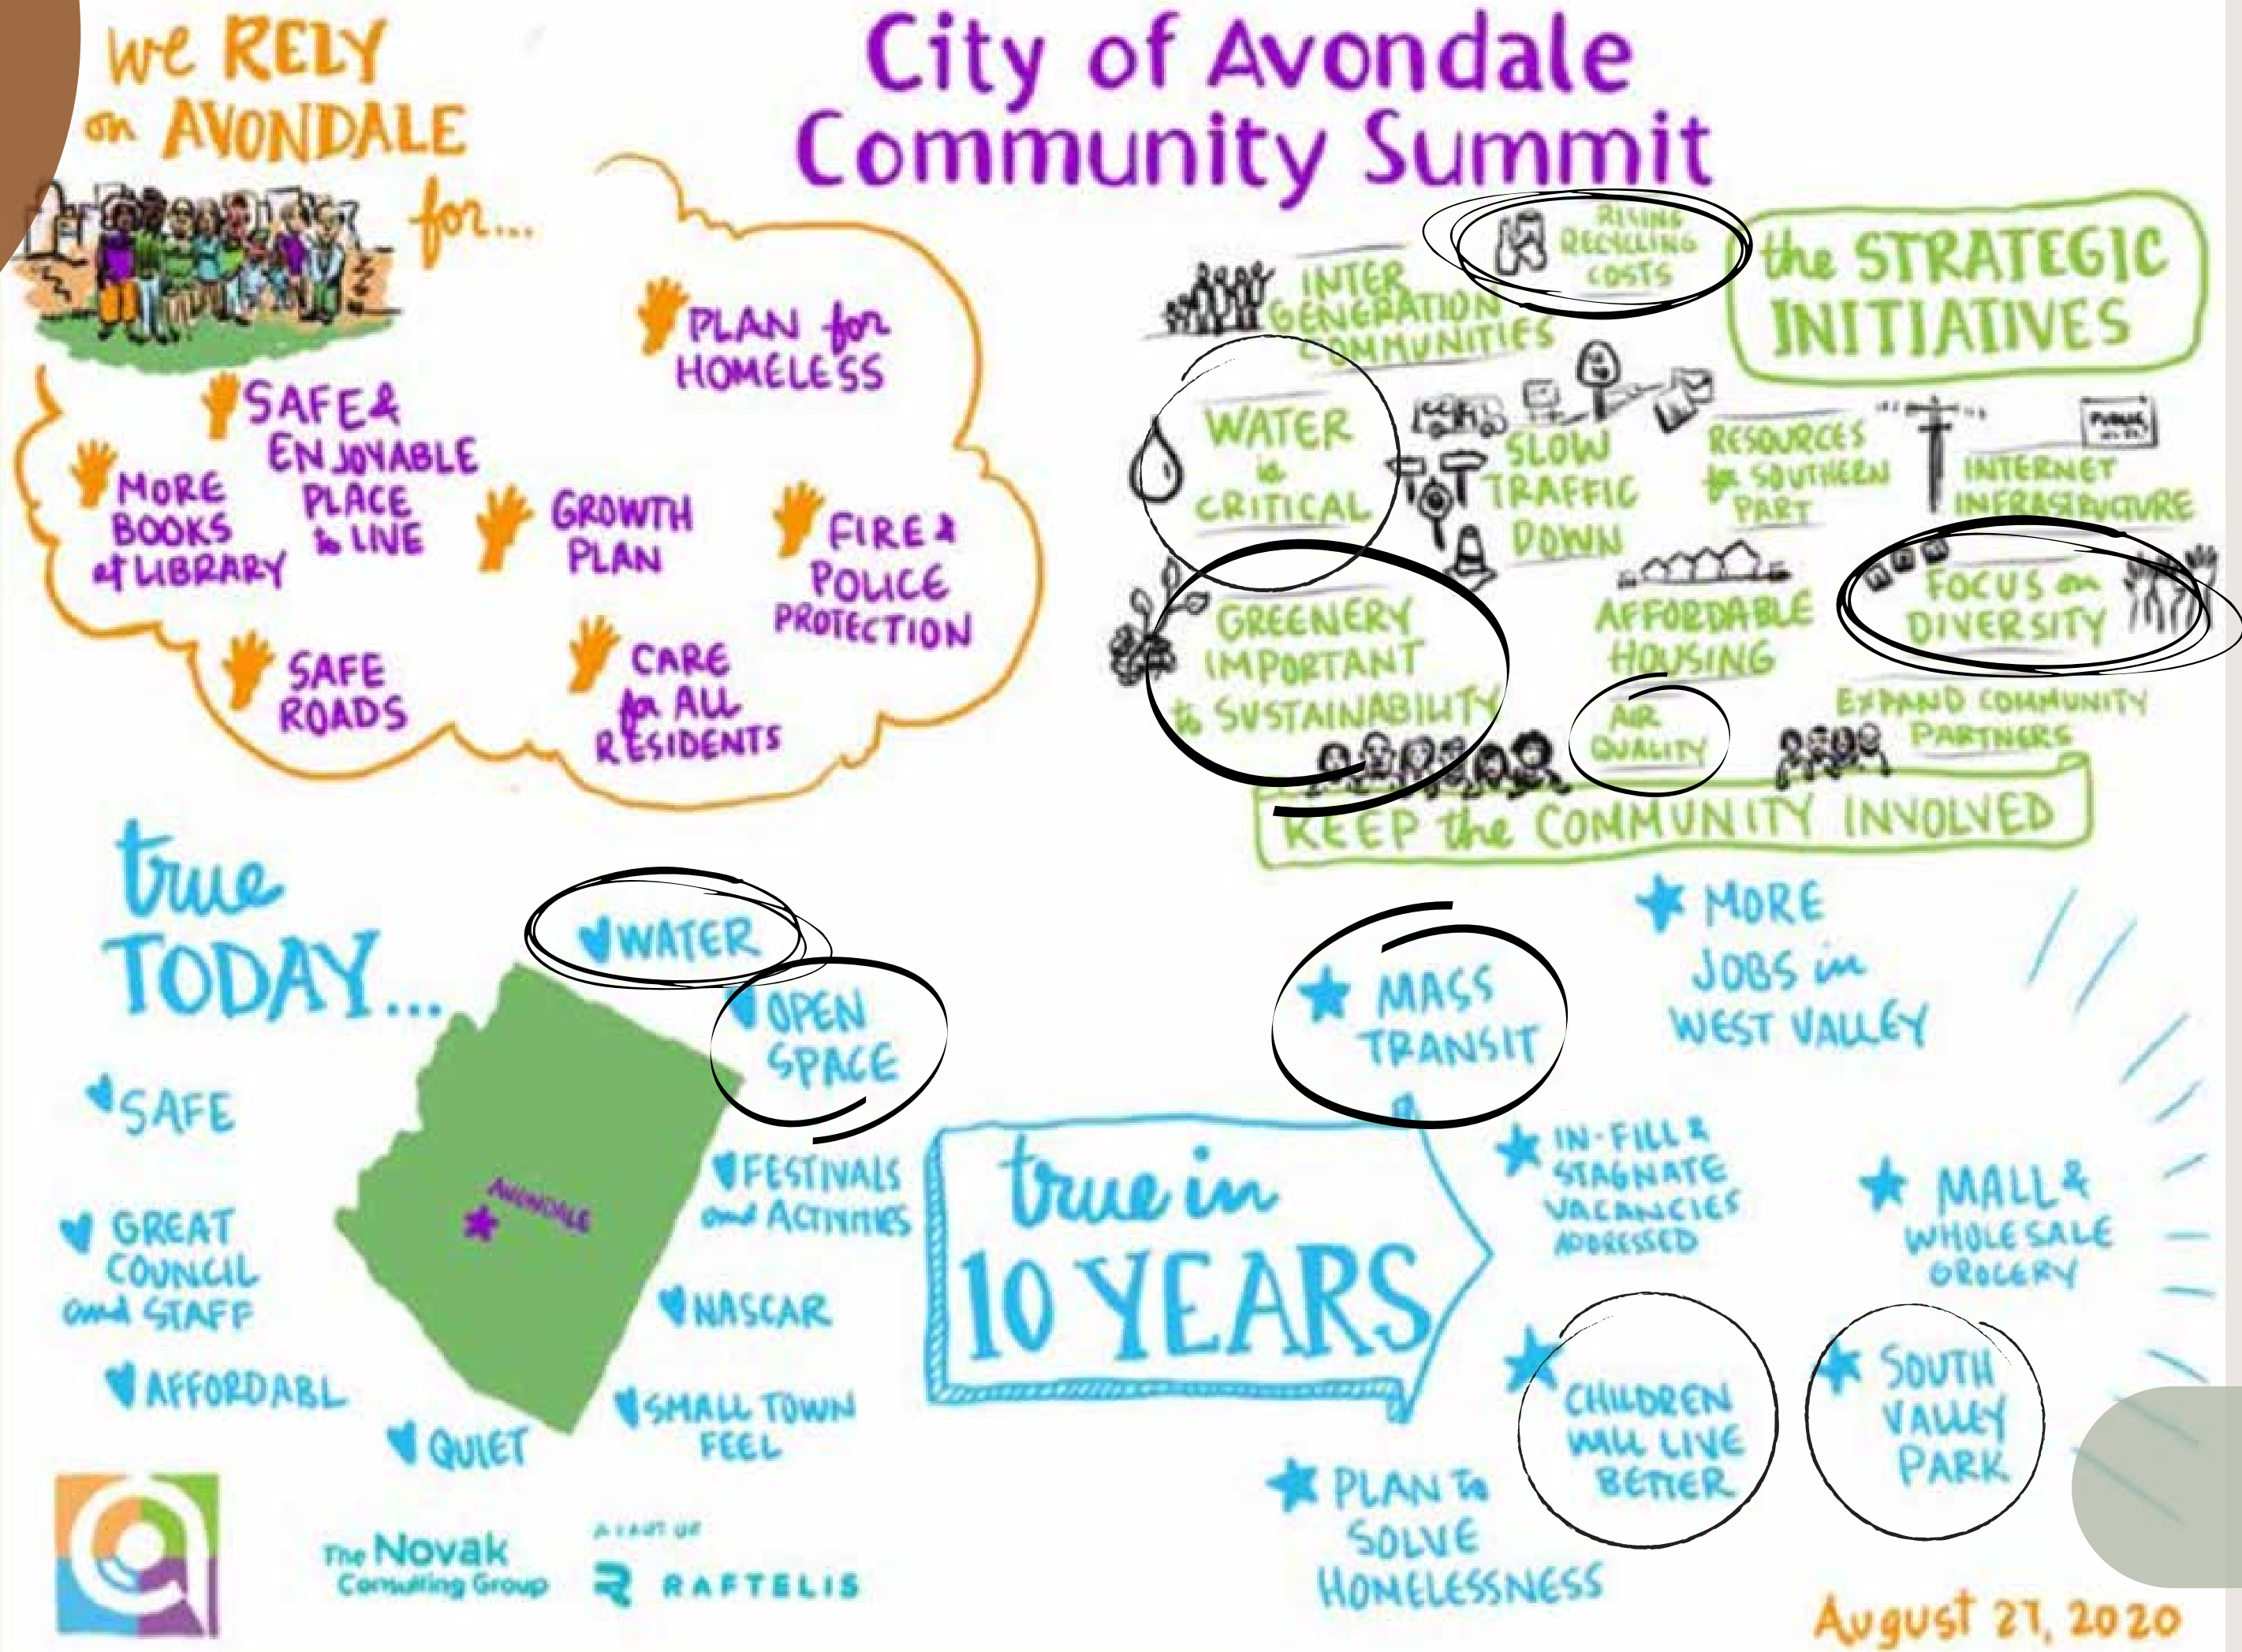 we RELY
on AVONDALE
for...
City of Avondale
Community Summit
PLAN for
HOMELESS
SAFE &
ENJOYABLE
PLACE
to LIVE
MORE
BOOKS
at LIBRARY
GROWTH
PLAN
FIRE &
POLICE
PROTECTION
SAFE
ROADS
CARE
for ALL
RESIDENTS
the STRATEGIC
INITIATIVES
RISING
RECYCLING
COSTS
INTER
GENERATION
COMMUNITIES
WATER
is
CRITICAL
SLOW
TRAFFIC
DOWN
RESOURCES
for SOUTHERN
PART
PUBLIC
INTERNET
INFRASTRUCTURE
GREENERY
IMPORTANT
to SUSTAINABILITY
AFFORDABLE
HOUSING
FOCUS on
DIVERSITY
AIR
QUALITY
EXPAND COMMUNITY
PARTNERS
KEEP the COMMUNITY INVOLVED
true
TODAY...
WATER
OPEN
SPACE
SAFE
GREAT
COUNCIL
and STAFF
AFFORDABL
QUIET
AVONDALE
FESTIVALS
and ACTIVITIES
NASCAR
SMALL TOWN
FEEL
true in
10 YEARS
MASS
TRANSIT
MORE
JOBS in
WEST VALLEY
IN-FILL &
STAGNATE
VACANCIES
ADDRESSED
MALL &
WHOLESALE
GROCERY
CHILDREN
WILL LIVE
BETTER
SOUTH
VALLEY
PARK
PLAN to
SOLVE
HOMELESSNESS
a
The Novak
Consulting Group
A PART OF
RAFTELIS
August 27, 2020